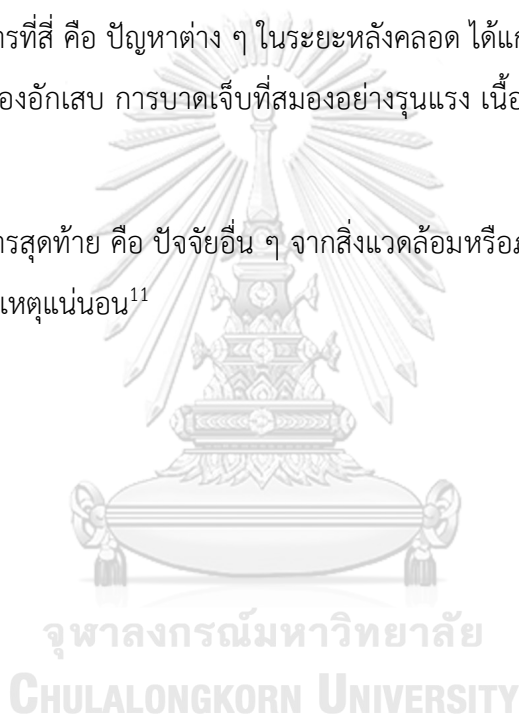 ารที่สี่ คือ ปัญหาต่าง ๆ ในระยะหลังคลอด ได้แก
องอักเสบ การบาดเจ็บที่สมองอย่างรุนแรง เนื้อ
ารสุดท้าย คือ ปัจจัยอื่น ๆ จากสิ่งแวดล้อมหรือภ
เหตุแน่นอน11
จุฬาลงกรณ์มหาวิทยาลัย
CHULALONGKORN UNIVERSITY